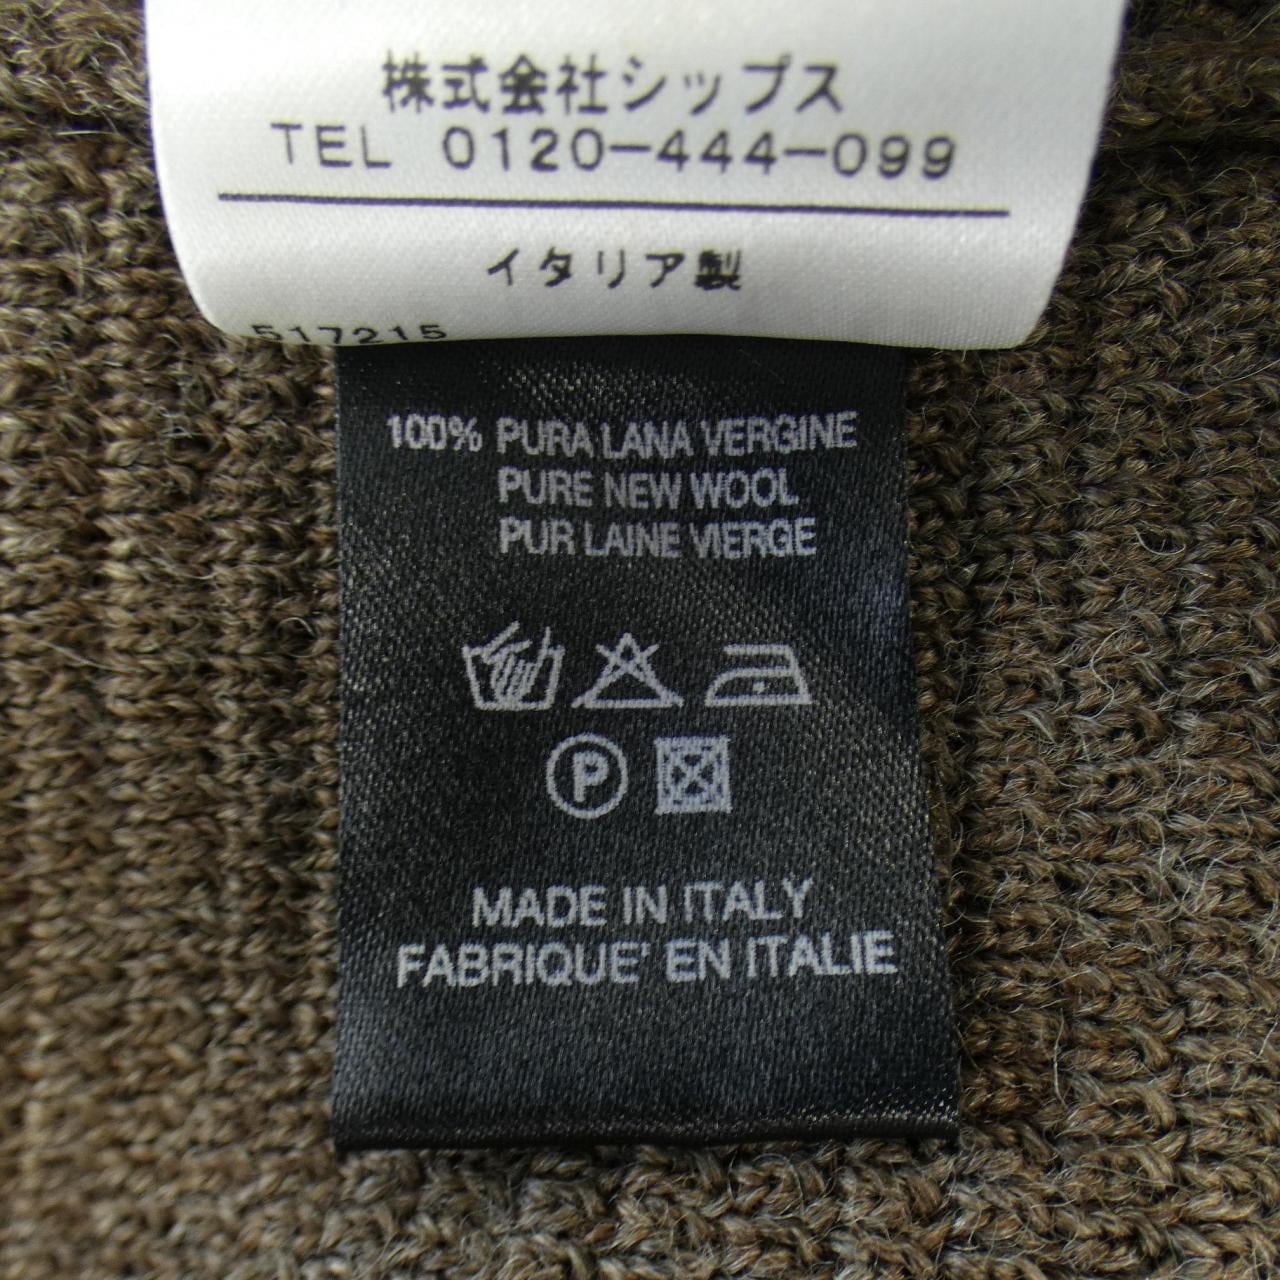 株式会社シップス
TEL 0120-444-099
イタリア製
517215
100% PURA LANA VERGINE
PURE NEW WOOL
PUR LAINE VIERGE
P
MADE IN ITALY
FABRIQUE' EN ITALIE